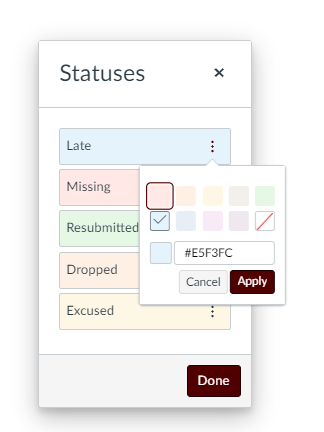 Statuses ×
Late
Missing
Resubmitted
Dropped
#E5F3FC
Cancel Apply
Excused
Done